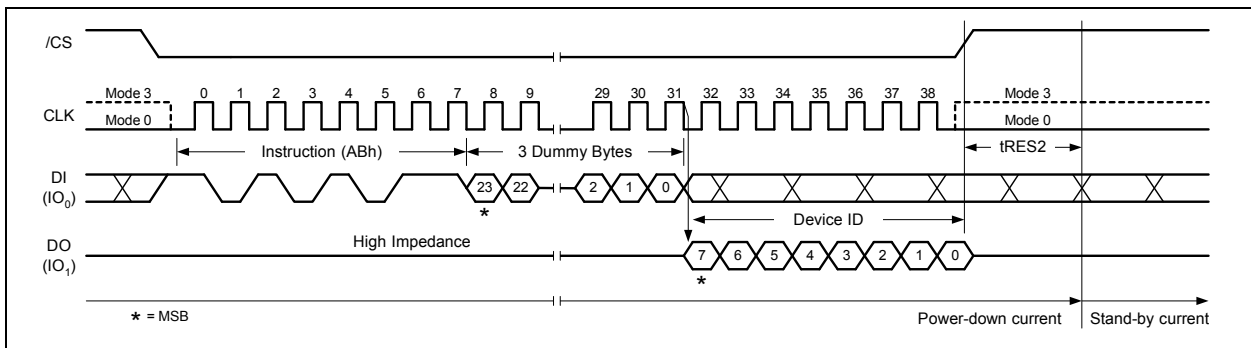 /CS
Mode 3 0 1 2 3 4 5 6 7 8 9 29 30 31 32 33 34 35 36 37 38 Mode 3
CLK
Mode 0 Mode 0
Instruction (ABh) 3 Dummy Bytes tRES2
DI
(IO0)
23 22 2 1 0
*
Device ID
High Impedance
DO
(IO1)
7 6 5 4 3 2 1 0
*
* = MSB
Power-down current Stand-by current